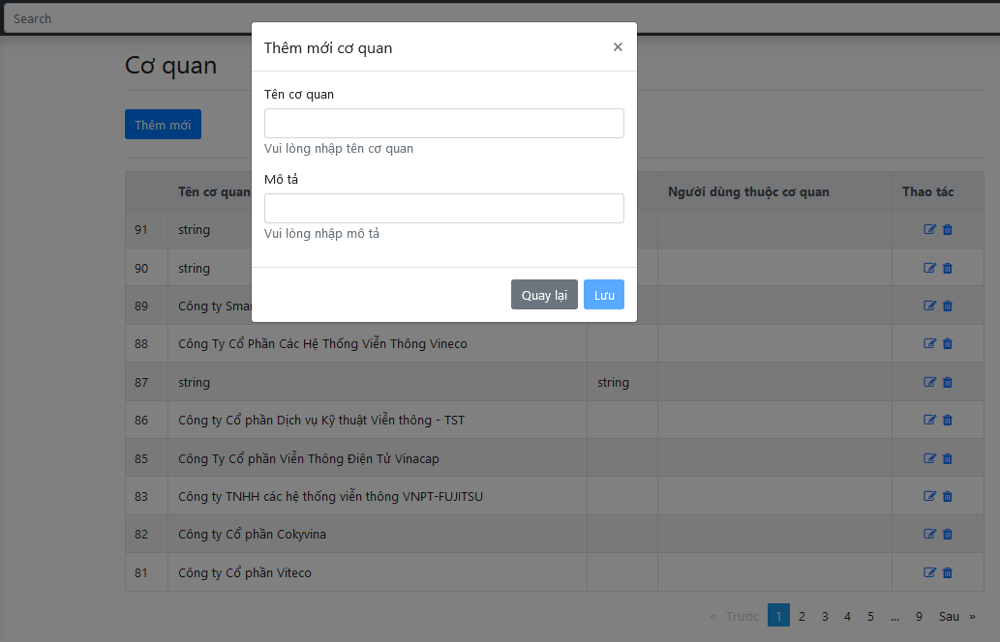 Search
Thêm mới cơ quan ×
Cơ quan
Tên cơ quan
Thêm mới
Vui lòng nhập tên cơ quan
Mô tả
Tên cơ quan Người dùng thuộc cơ quan Thao tác
Vui lòng nhập mô tả
91 string
90 string
Quay lại Lưu
89 Công ty Smar
88 Công Ty Cổ Phần Các Hệ Thống Viễn Thông Vineco
87 string string
86 Công ty Cổ phần Dịch vụ Kỹ thuật Viễn thông - TST
85 Công Ty Cổ phần Viễn Thông Điện Tử Vinacap
83 Công ty TNHH các hệ thống viễn thông VNPT-FUJITSU
82 Công ty Cổ phần Cokyvina
81 Công ty Cổ phần Viteco
« Trước 1 2 3 4 5 ... 9 Sau »